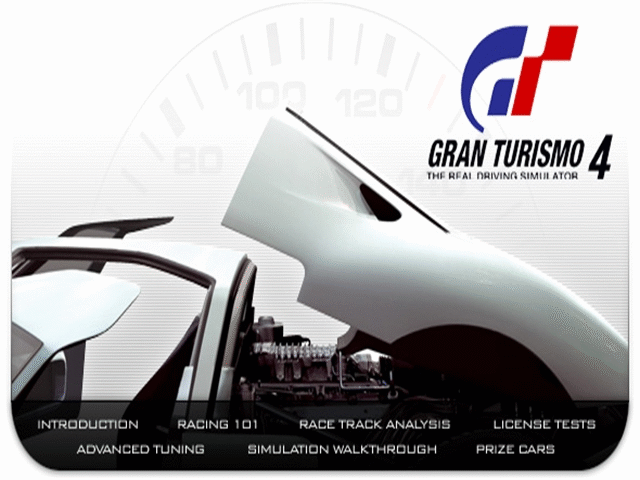 100
120
80
140
GRAN TURISMO 4
THE REAL DRIVING SIMULATOR
INTRODUCTION RACING 101 RACE TRACK ANALYSIS LICENSE TESTS
ADVANCED TUNING SIMULATION WALKTHROUGH PRIZE CARS